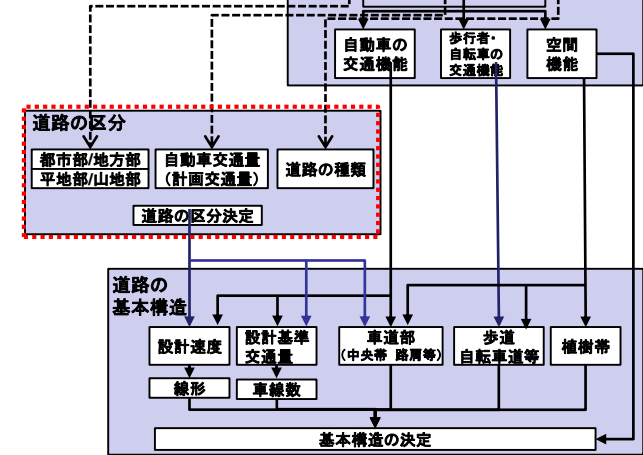 自動車の
交通機能
歩行者・
自転車の
交通機能
空間
機能
道路の区分
都市部/地方部
平地部/山地部
自動車交通量
(計画交通量)
道路の種類
道路の区分決定
道路の
基本構造
設計速度
設計基準
交通量
車道部
(中央帯 路肩等)
歩道
自転車道等
植樹帯
線形
車線数
基本構造の決定